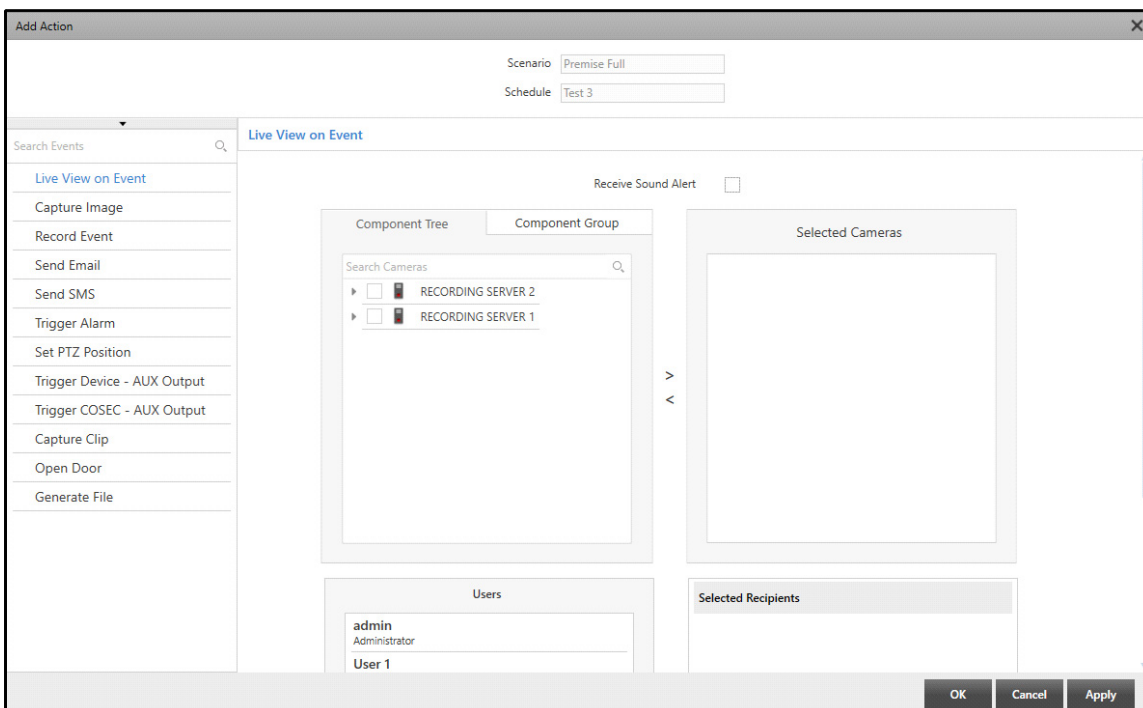 Add Action
Scenario Premise Full
Schedule Test 3
Search Events
Live View on Event
Capture Image
Record Event
Send Email
Send SMS
Trigger Alarm
Set PTZ Position
Trigger Device - AUX Output
Trigger COSEC - AUX Output
Capture Clip
Open Door
Generate File
Live View on Event
Receive Sound Alert
Component Tree Component Group
Search Cameras
RECORDING SERVER 2
RECORDING SERVER 1
>
<
Selected Cameras
Users
admin
Administrator
User 1
Selected Recipients
OK Cancel Apply